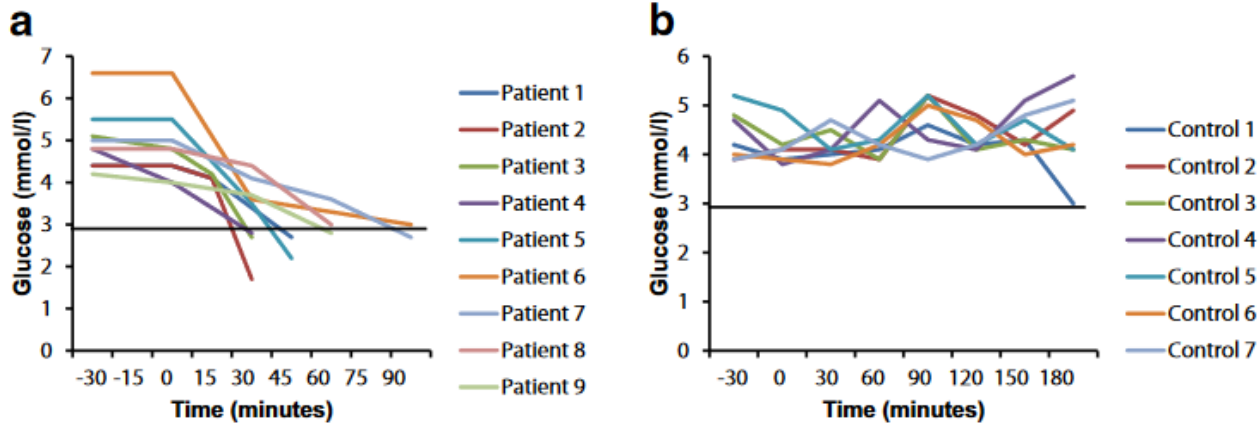 a
Glucose (mmol/l)
7
6
5
4
3
2
1
0
-30 -15 0 15 30 45 60 75 90
Time (minutes)
Patient 1
Patient 2
Patient 3
Patient 4
Patient 5
Patient 6
Patient 7
Patient 8
Patient 9
b
Glucose (mmol/l)
6
5
4
3
2
1
0
-30 0 30 60 90 120 150 180
Time (minutes)
Control 1
Control 2
Control 3
Control 4
Control 5
Control 6
Control 7